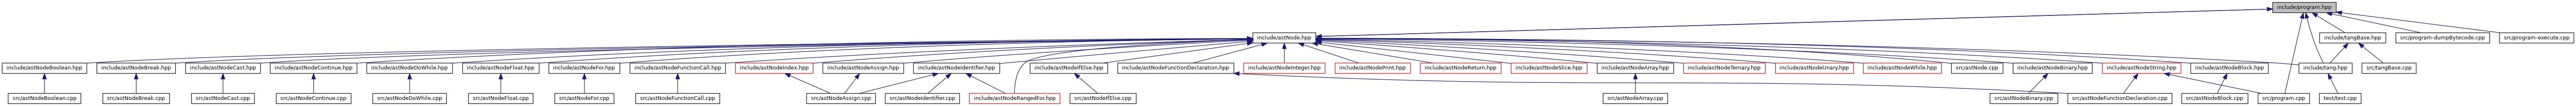 include/program.hpp
include/astNode.hpp
include/tangBase.hpp
src/program-dumpBytecode.cpp
src/program-execute.cpp
include/astNodeBoolean.hpp
include/astNodeBreak.hpp
include/astNodeCast.hpp
include/astNodeContinue.hpp
include/astNodeDoWhile.hpp
include/astNodeFloat.hpp
include/astNodeFor.hpp
include/astNodeFunctionCall.hpp
include/astNodeIndex.hpp
include/astNodeAssign.hpp
include/astNodeIdentifier.hpp
include/astNodeIfElse.hpp
include/astNodeFunctionDeclaration.hpp
include/astNodeInteger.hpp
include/astNodePrint.hpp
include/astNodeReturn.hpp
include/astNodeSlice.hpp
include/astNodeArray.hpp
include/astNodeTernary.hpp
include/astNodeUnary.hpp
include/astNodeWhile.hpp
src/astNode.cpp
include/astNodeBinary.hpp
include/astNodeString.hpp
include/astNodeBlock.hpp
include/tang.hpp
src/tangBase.cpp
src/astNodeBoolean.cpp
src/astNodeBreak.cpp
src/astNodeCast.cpp
src/astNodeContinue.cpp
src/astNodeDoWhile.cpp
src/astNodeFloat.cpp
src/astNodeFor.cpp
src/astNodeFunctionCall.cpp
src/astNodeAssign.cpp
src/astNodeIdentifier.cpp
include/astNodeRangedFor.hpp
src/astNodeIfElse.cpp
src/astNodeArray.cpp
src/astNodeBinary.cpp
src/astNodeFunctionDeclaration.cpp
src/astNodeBlock.cpp
src/program.cpp
test/test.cpp